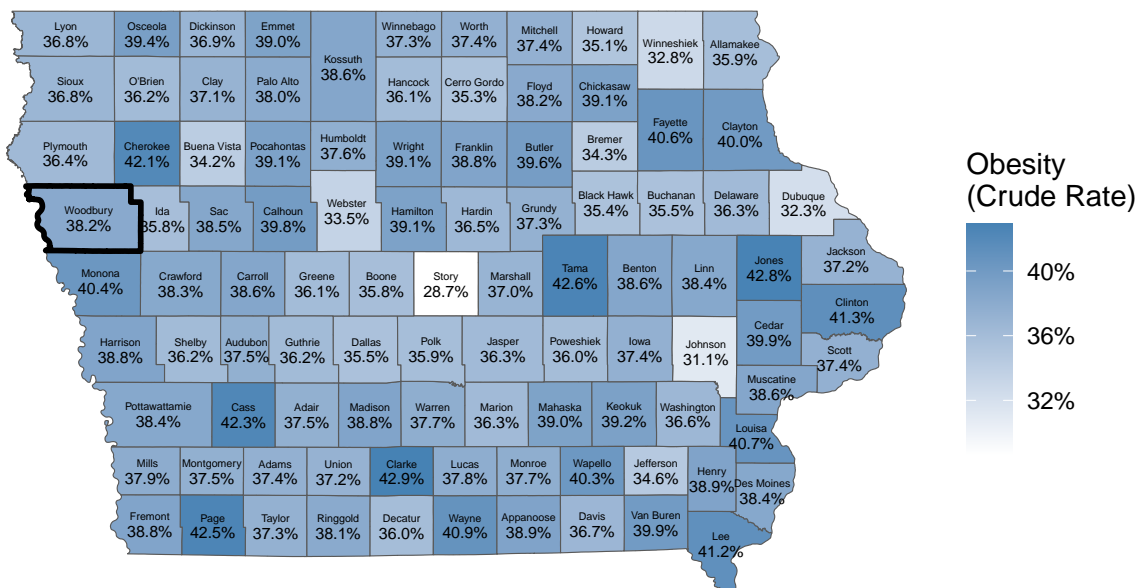 Lyon
36.8%
Osceola
39.4%
Dickinson
36.9%
Emmet
39.0%
Winnebago
37.3%
Worth
37.4%
Mitchell
37.4%
Howard
35.1%
Winneshiek
32.8%
Allamakee
35.9%
Kossuth
38.6%
Sioux
36.8%
O'Brien
36.2%
Clay
37.1%
Palo Alto
38.0%
Hancock
36.1%
Cerro Gordo
35.3%
Floyd
38.2%
Chickasaw
39.1%
Fayette
40.6%
Clayton
40.0%
Plymouth
36.4%
Cherokee
42.1%
Buena Vista
34.2%
Pocahontas
39.1%
Humboldt
37.6%
Wright
39.1%
Franklin
38.8%
Butler
39.6%
Bremer
34.3%
Woodbury
38.2%
Ida
35.8%
Sac
38.5%
Calhoun
39.8%
Webster
33.5%
Hamilton
39.1%
Hardin
36.5%
Grundy
37.3%
Black Hawk
35.4%
Buchanan
35.5%
Delaware
36.3%
Dubuque
32.3%
Monona
40.4%
Crawford
38.3%
Carroll
38.6%
Greene
36.1%
Boone
35.8%
Story
28.7%
Marshall
37.0%
Tama
42.6%
Benton
38.6%
Linn
38.4%
Jones
42.8%
Jackson
37.2%
Clinton
41.3%
Harrison
38.8%
Shelby
36.2%
Audubon
37.5%
Guthrie
36.2%
Dallas
35.5%
Polk
35.9%
Jasper
36.3%
Poweshiek
36.0%
Iowa
37.4%
Johnson
31.1%
Cedar
39.9%
Scott
37.4%
Muscatine
38.6%
Pottawattamie
38.4%
Cass
42.3%
Adair
37.5%
Madison
38.8%
Warren
37.7%
Marion
36.3%
Mahaska
39.0%
Keokuk
39.2%
Washington
36.6%
Louisa
40.7%
Mills
37.9%
Montgomery
37.5%
Adams
37.4%
Union
37.2%
Clarke
42.9%
Lucas
37.8%
Monroe
37.7%
Wapello
40.3%
Jefferson
34.6%
Henry
38.9%
Des Moines
38.4%
Fremont
38.8%
Page
42.5%
Taylor
37.3%
Ringgold
38.1%
Decatur
36.0%
Wayne
40.9%
Appanoose
38.9%
Davis
36.7%
Van Buren
39.9%
Lee
41.2%
Obesity
(Crude Rate)
40%
36%
32%